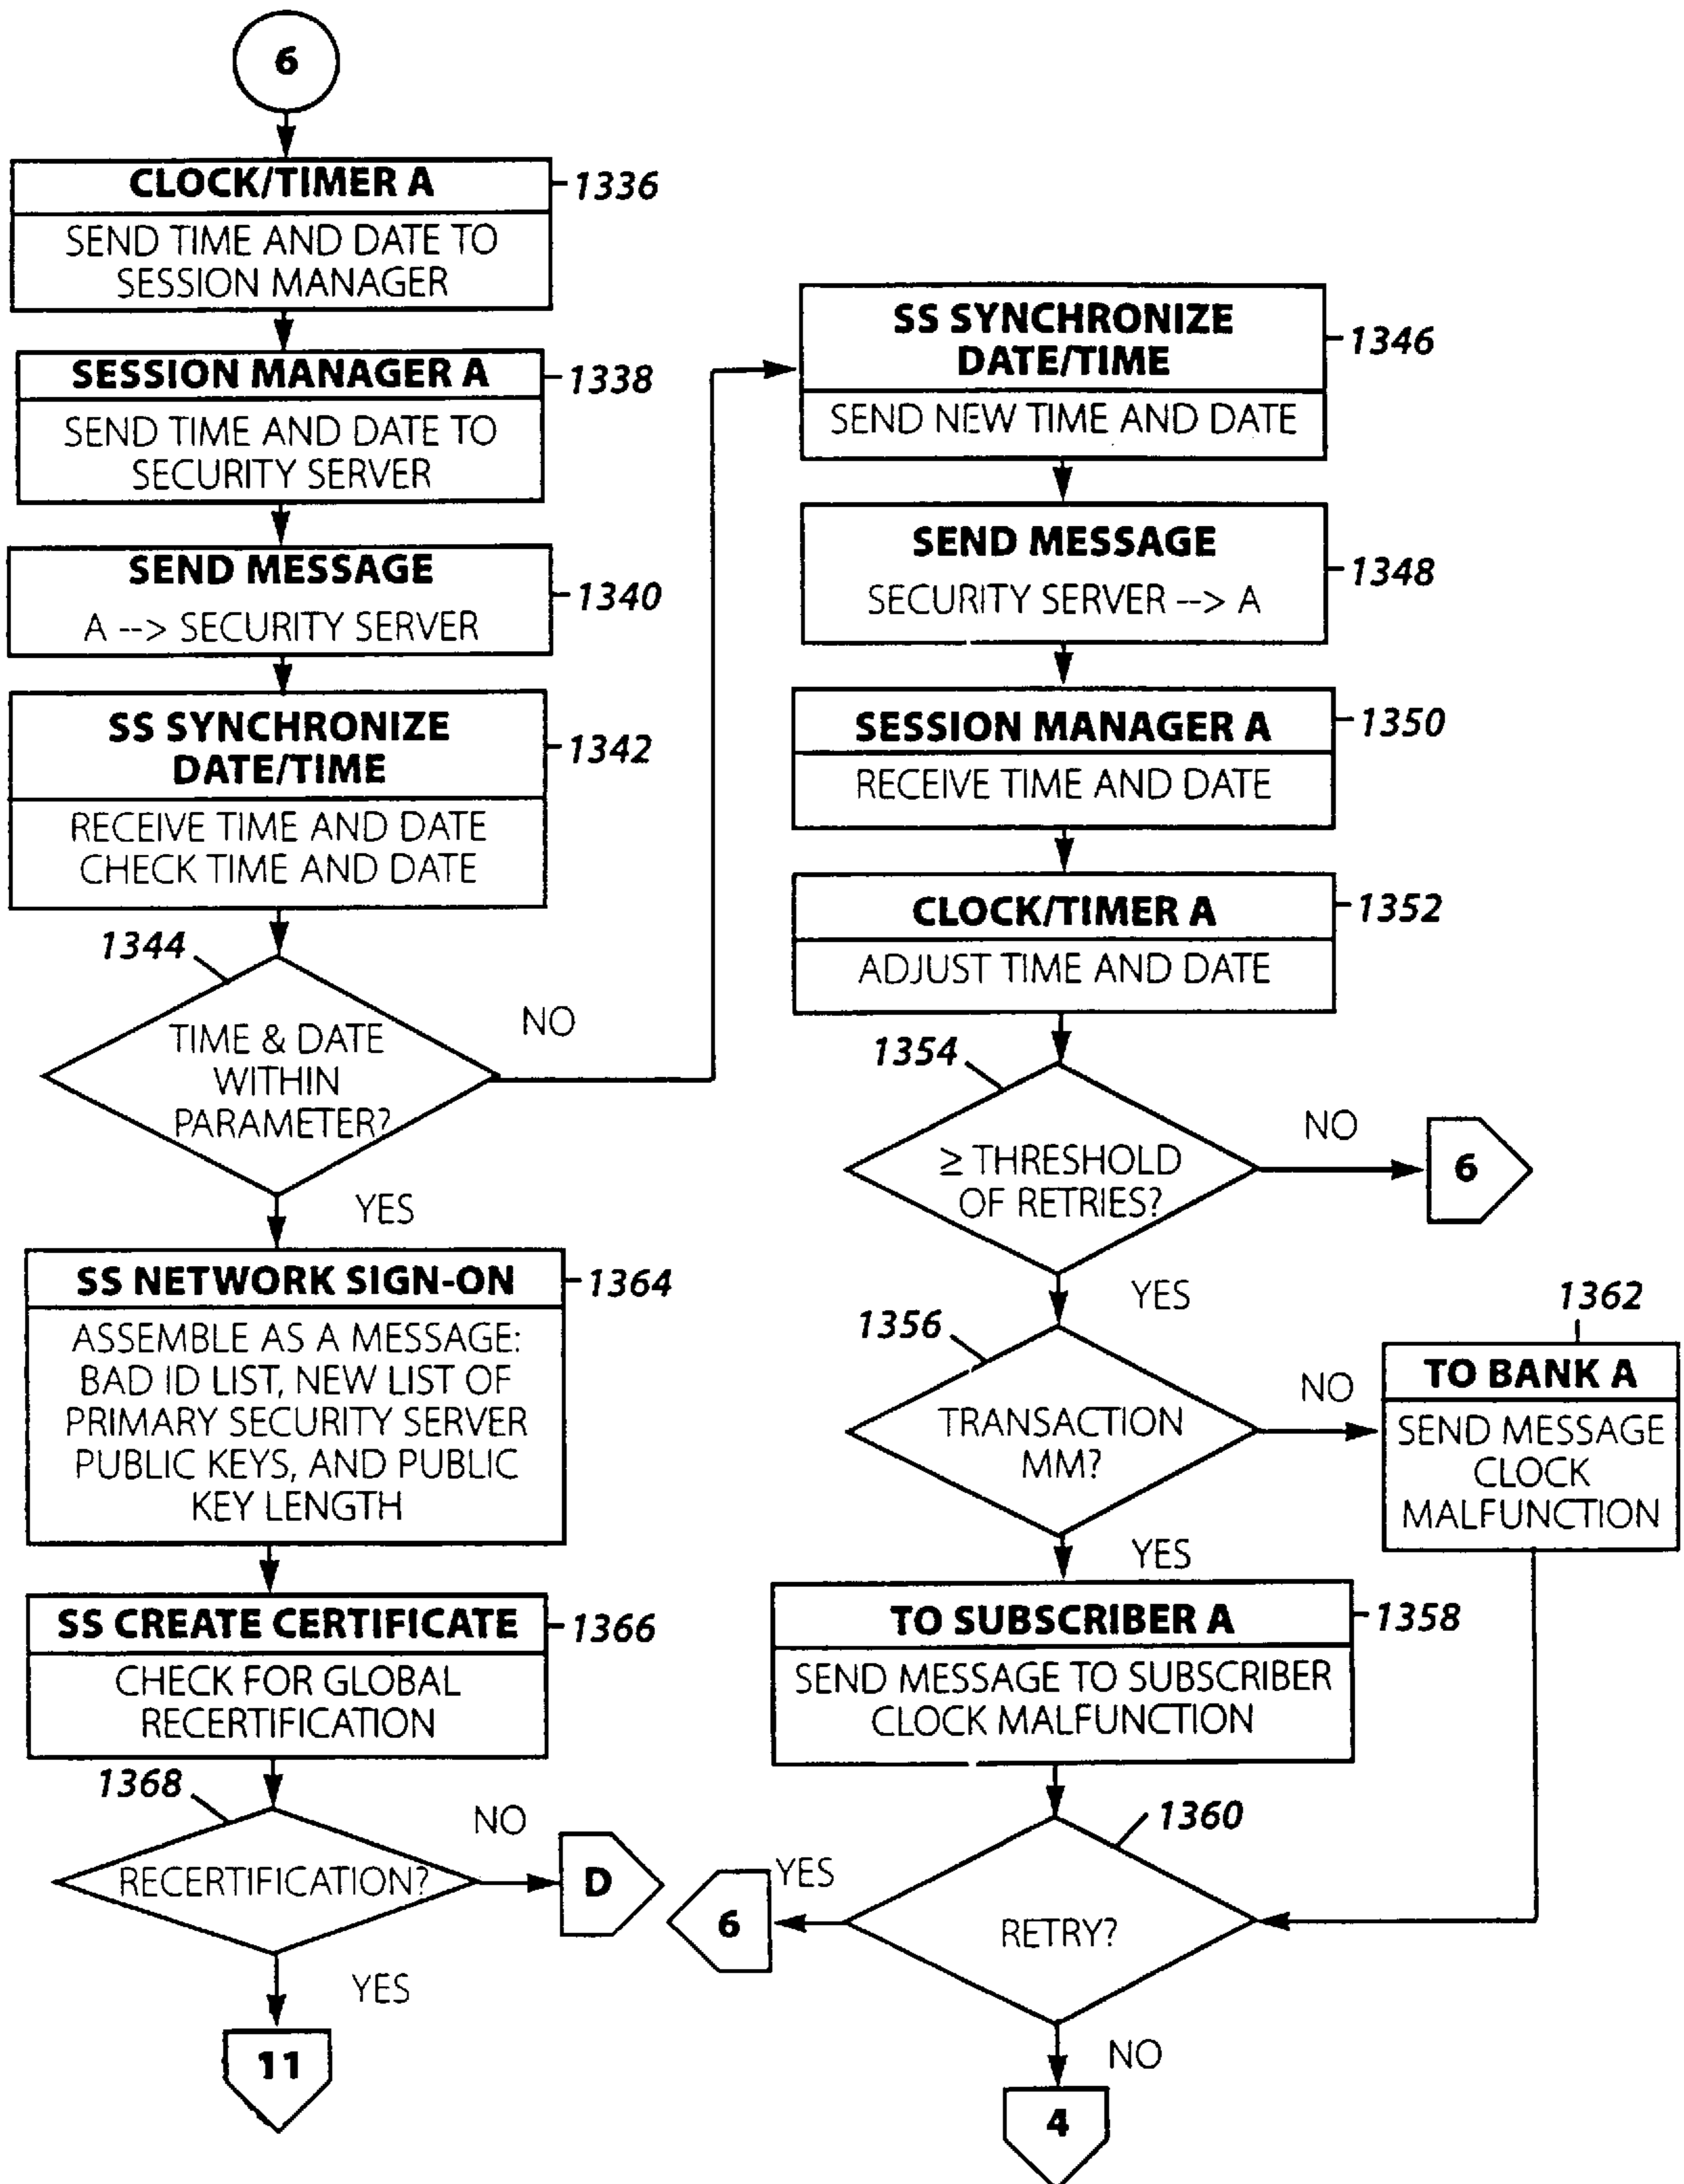 6
CLOCK/TIMER A
1336
SEND TIME AND DATE TO
SESSION MANAGER
SESSION MANAGER A
1338
SEND TIME AND DATE TO
SECURITY SERVER
SEND MESSAGE
1340
A --> SECURITY SERVER
SS SYNCHRONIZE
DATE/TIME
1342
RECEIVE TIME AND DATE
CHECK TIME AND DATE
1344
TIME & DATE
WITHIN
PARAMETER?
NO
YES
SS NETWORK SIGN-ON
1364
ASSEMBLE AS A MESSAGE:
BAD ID LIST, NEW LIST OF
PRIMARY SECURITY SERVER
PUBLIC KEYS, AND PUBLIC
KEY LENGTH
SS CREATE CERTIFICATE
1366
CHECK FOR GLOBAL
RECERTIFICATION
1368
RECERTIFICATION?
NO
D
YES
11
SS SYNCHRONIZE
DATE/TIME
1346
SEND NEW TIME AND DATE
SEND MESSAGE
1348
SECURITY SERVER --> A
SESSION MANAGER A
1350
RECEIVE TIME AND DATE
CLOCK/TIMER A
1352
ADJUST TIME AND DATE
1354
≥ THRESHOLD
OF RETRIES?
NO
6
YES
1356
TRANSACTION
MM?
NO
1362
TO BANK A
SEND MESSAGE
CLOCK
MALFUNCTION
YES
TO SUBSCRIBER A
1358
SEND MESSAGE TO SUBSCRIBER
CLOCK MALFUNCTION
1360
RETRY?
YES
6
NO
4